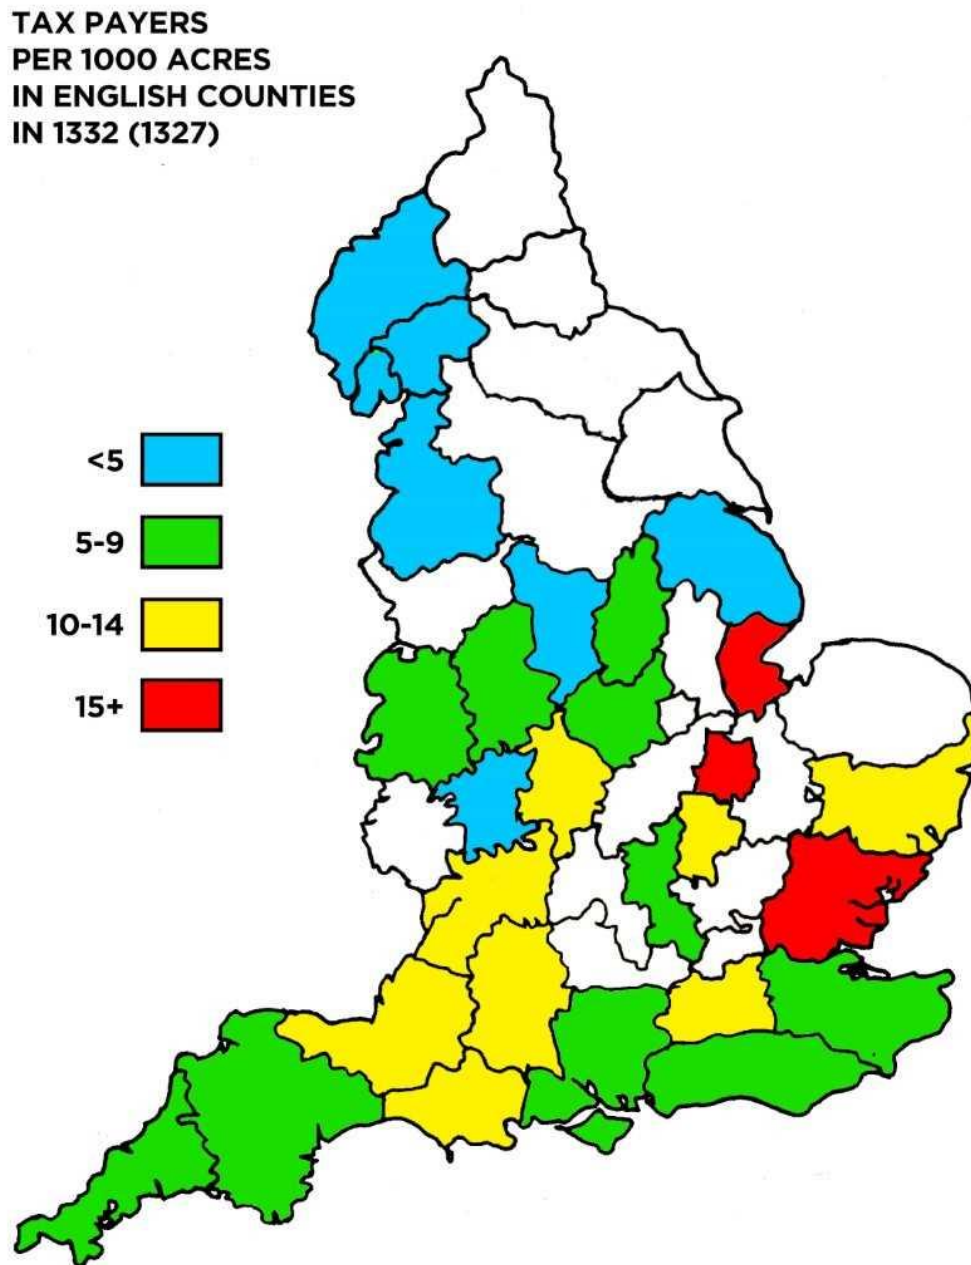 TAX PAYERS
PER 1000 ACRES
IN ENGLISH COUNTIES
IN 1332 (1327)
<5
5-9
10-14
15+